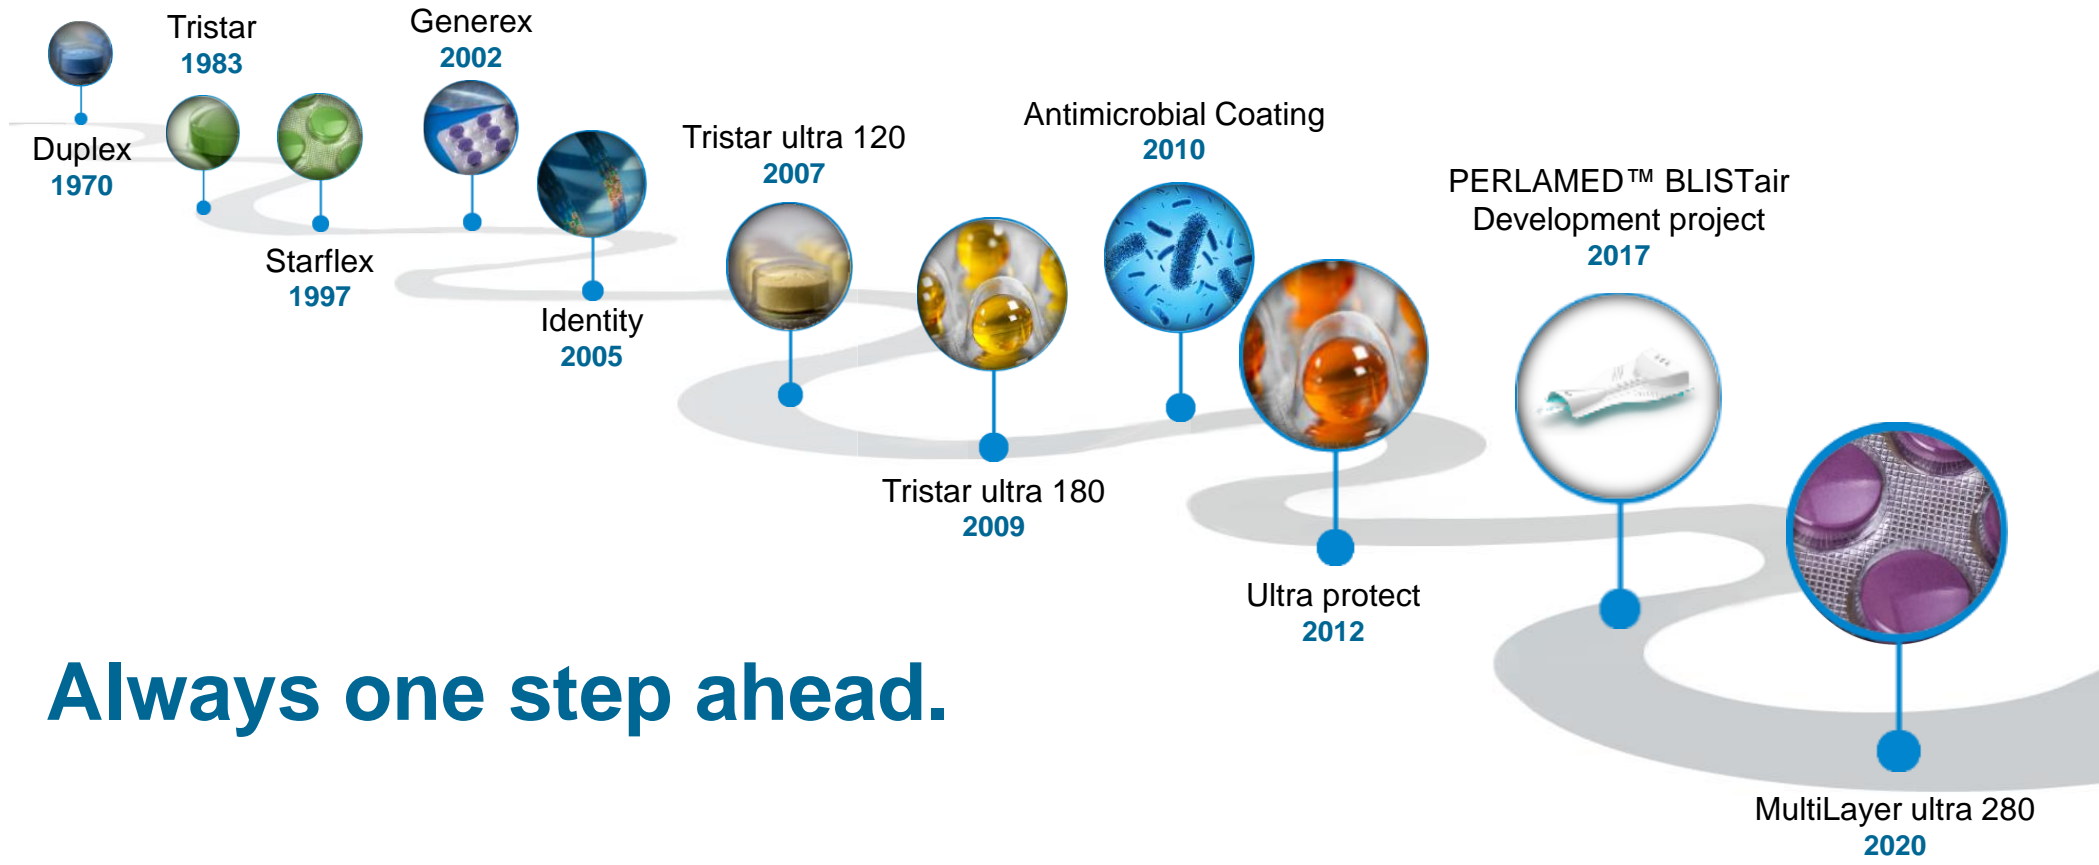 Duplex
1970
Tristar
1983
Starflex
1997
Generex
2002
Identity
2005
Tristar ultra 120
2007
Tristar ultra 180
2009
Antimicrobial Coating
2010
Ultra protect
2012
PERLAMED™ BLISTair
Development project
2017
MultiLayer ultra 280
2020
Always one step ahead.